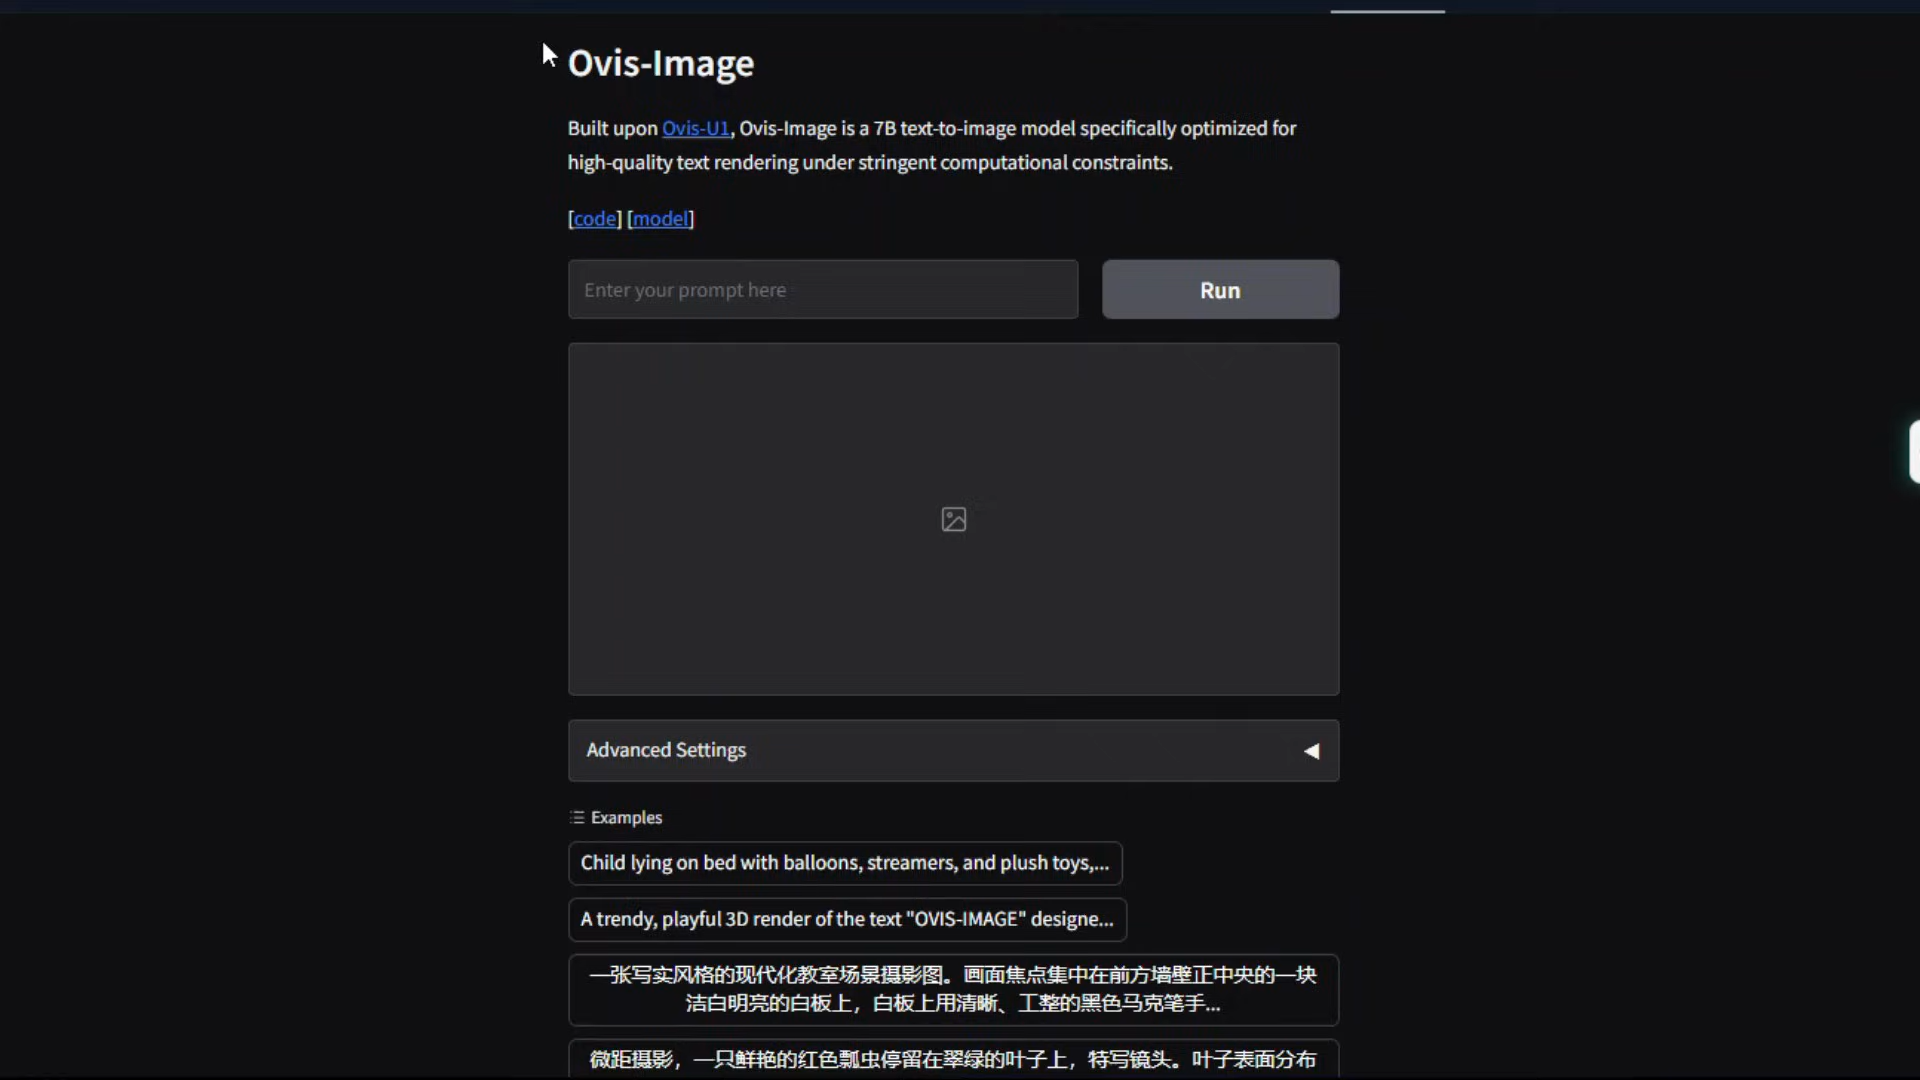 Ovis-Image
Built upon Ovis-U1, Ovis-Image is a 7B text-to-image model specifically optimized for
high-quality text rendering under stringent computational constraints.
[code] [model]
Enter your prompt here
Run
Advanced Settings
Examples
Child lying on bed with balloons, streamers, and plush toys,...
A trendy, playful 3D render of the text "OVIS-IMAGE" designe...
一张写实风格的现代化教室场景摄影图。画面焦点集中在前方墙壁正中央的一块
洁白明亮的白板上，白板上用清晰、工整的黑色马克笔手...
微距摄影，一只鲜艳的红色瓢虫停留在翠绿的叶子上，特写镜头。叶子表面分布